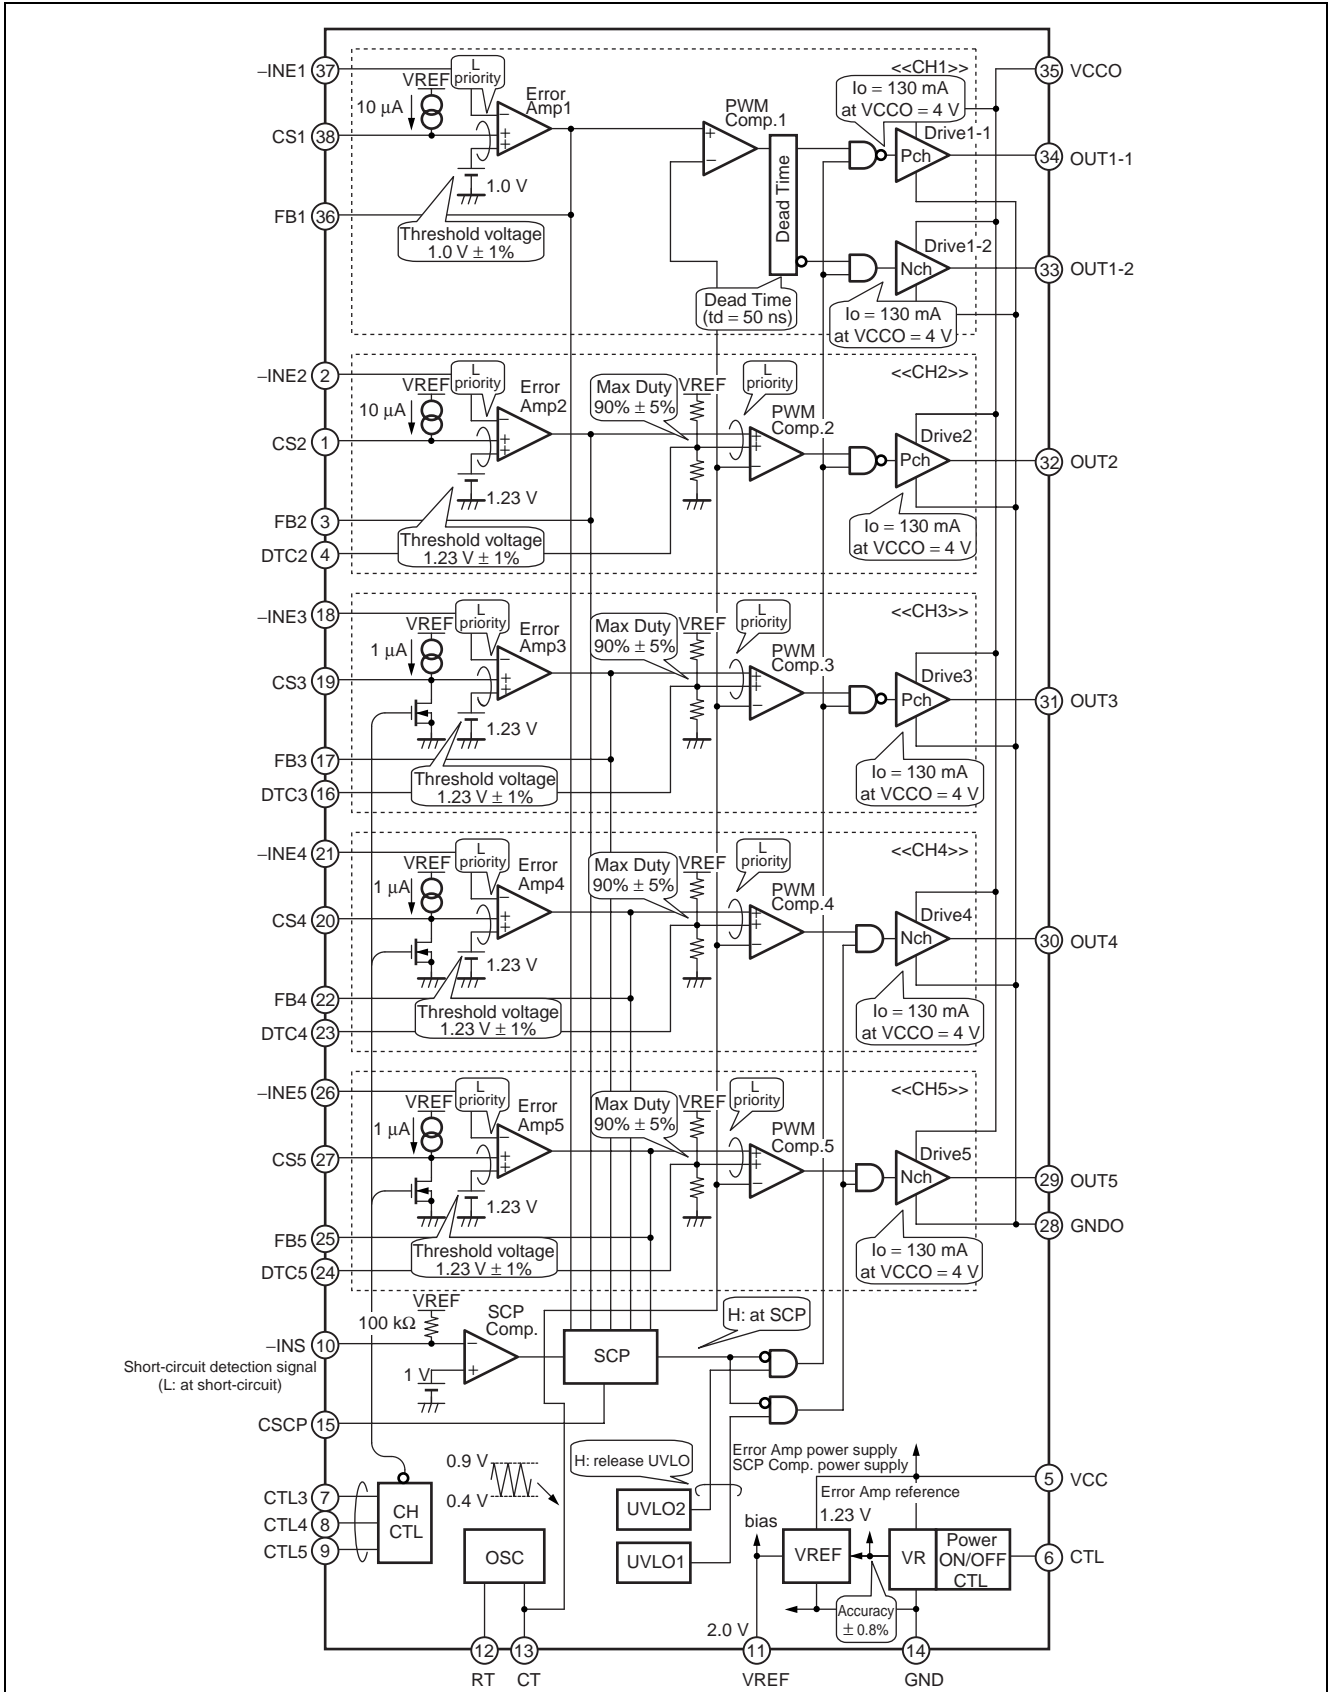 –INE1 37
VREF
L
priority
10 µA
Error
Amp1
CS1 38
+
+
–
1.0 V
FB1 36
Threshold voltage
1.0 V ± 1%
PWM
Comp.1
+
–
Dead Time
Dead Time
(td = 50 ns)
<<CH1>>
Io = 130 mA
at VCCO = 4 V
Drive1-1
Pch
Drive1-2
Nch
Io = 130 mA
at VCCO = 4 V
35 VCCO
34 OUT1-1
33 OUT1-2
–INE2 2
VREF
L
priority
10 µA
Error
Amp2
CS2 1
–
+
+
1.23 V
FB2 3
DTC2 4
Threshold voltage
1.23 V ± 1%
Max Duty
90% ± 5%
VREF
L
priority
PWM
Comp.2
+
+
–
<<CH2>>
Drive2
Pch
Io = 130 mA
at VCCO = 4 V
32 OUT2
–INE3 18
VREF
L
priority
1 µA
Error
Amp3
CS3 19
–
+
+
1.23 V
FB3 17
DTC3 16
Threshold voltage
1.23 V ± 1%
Max Duty
90% ± 5%
VREF
L
priority
PWM
Comp.3
+
+
–
<<CH3>>
Drive3
Pch
Io = 130 mA
at VCCO = 4 V
31 OUT3
–INE4 21
VREF
L
priority
1 µA
Error
Amp4
CS4 20
–
+
+
1.23 V
FB4 22
DTC4 23
Threshold voltage
1.23 V ± 1%
Max Duty
90% ± 5%
VREF
L
priority
PWM
Comp.4
+
+
–
<<CH4>>
Drive4
Nch
Io = 130 mA
at VCCO = 4 V
30 OUT4
–INE5 26
VREF
L
priority
1 µA
Error
Amp5
CS5 27
–
+
+
1.23 V
FB5 25
DTC5 24
Threshold voltage
1.23 V ± 1%
Max Duty
90% ± 5%
VREF
L
priority
PWM
Comp.5
+
+
–
<<CH5>>
Drive5
Nch
Io = 130 mA
at VCCO = 4 V
29 OUT5
28 GNDO
VREF
100 kΩ
SCP
Comp.
–INS 10
Short-circuit detection signal
(L: at short-circuit)
–
+
1 V
SCP
H: at SCP
CSCP 15
0.9 V
0.4 V
H: release UVLO
Error Amp power supply
SCP Comp. power supply
5 VCC
CTL3 7
CTL4 8
CTL5 9
CH
CTL
OSC
UVLO2
UVLO1
bias
Error Amp reference
1.23 V
VREF
VR
Power
ON/OFF
CTL
6 CTL
Accuracy
± 0.8%
2.0 V
12
RT
13
CT
11
VREF
14
GND